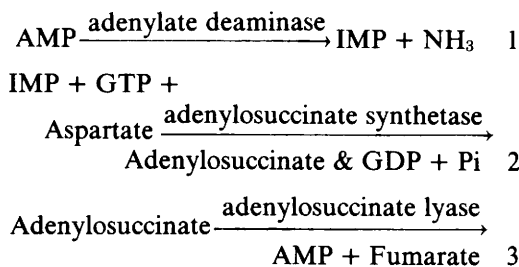 adenylate deaminase
AMP → IMP + NH₃ 1
IMP + GTP +
adenylosuccinate synthetase
Aspartate →
Adenylosuccinate & GDP + Pi 2
adenylosuccinate lyase
Adenylosuccinate →
AMP + Fumarate 3